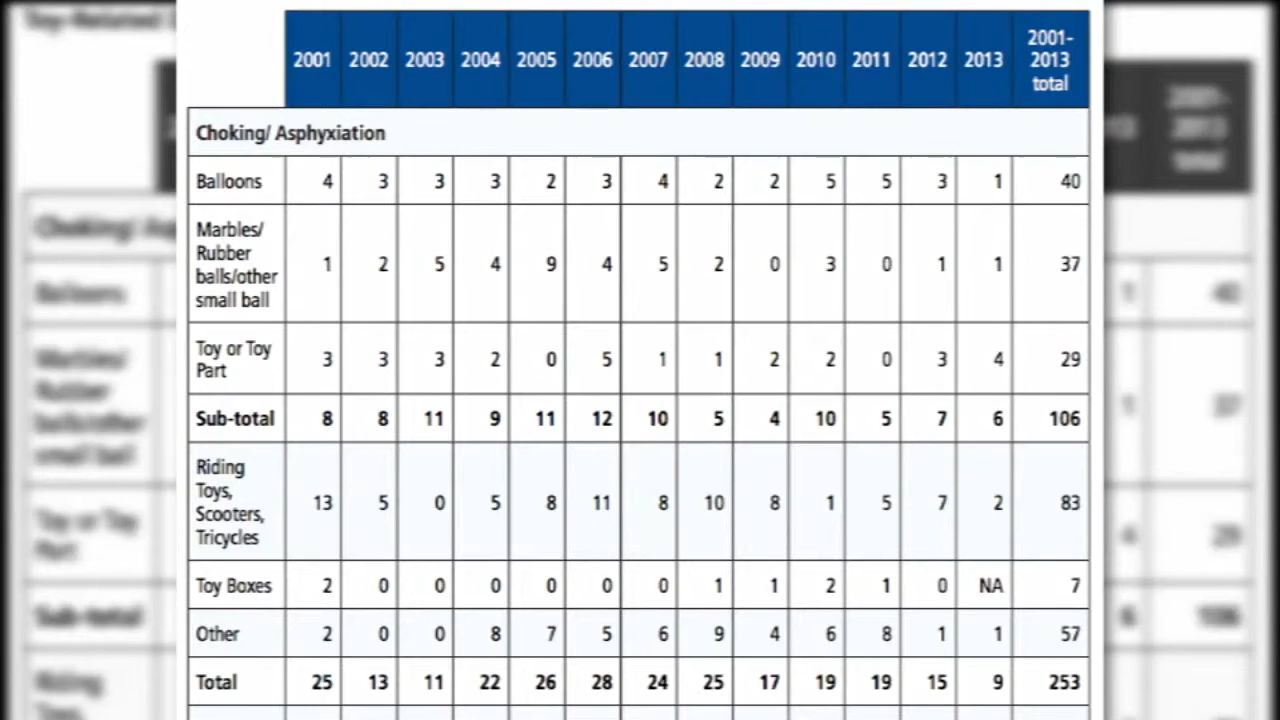 2001 2002 2003 2004 2005 2006 2007 2008 2009 2010 2011 2012 2013 2001-
2013
total
Choking/ Asphyxiation
Balloons 4 3 3 3 2 3 4 2 2 5 5 3 1 40
Marbles/
Rubber
balls/other
small ball
1 2 5 4 9 4 5 2 0 3 0 1 1 37
Toy or Toy
Part
3 3 3 2 0 5 1 1 2 2 0 3 4 29
Sub-total 8 8 11 9 11 12 10 5 4 10 5 7 6 106
Riding
Toys,
Scooters,
Tricycles
13 5 0 5 8 11 8 10 8 1 5 7 2 83
Toy Boxes 2 0 0 0 0 0 0 1 1 2 1 0 NA 7
Other 2 0 0 8 7 5 6 9 4 6 8 1 1 57
Total 25 13 11 22 26 28 24 25 17 19 19 15 9 253